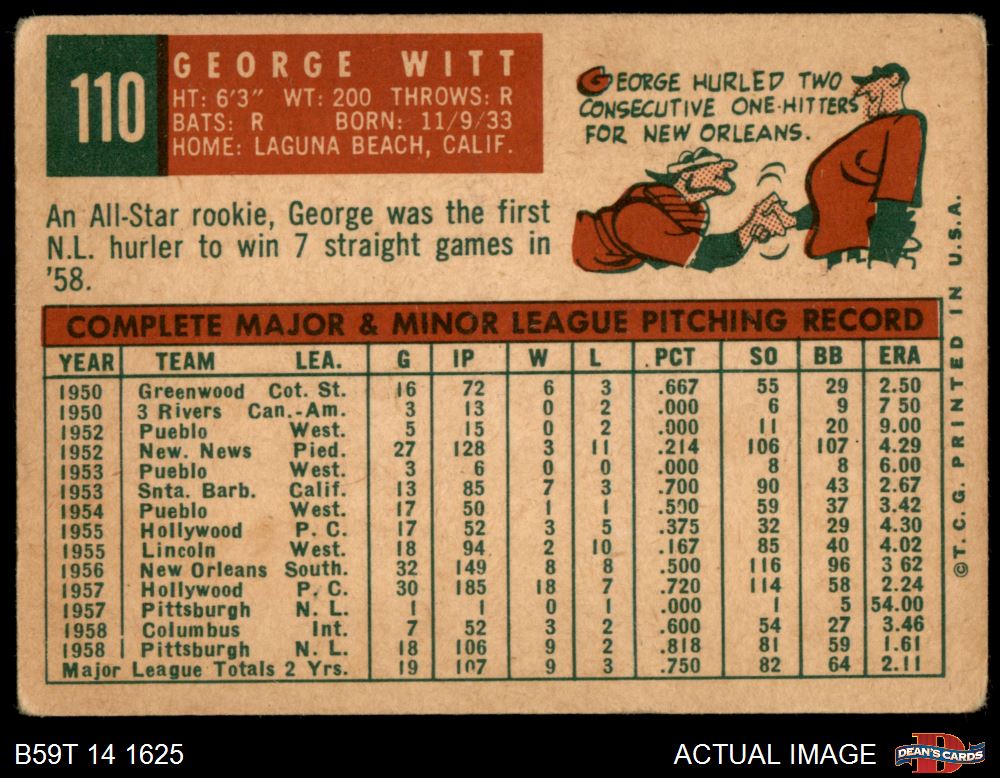 110
GEORGE WITT
HT: 6'3" WT: 200 THROWS: R
BATS: R BORN: 11/9/33
HOME: LAGUNA BEACH, CALIF.
GEORGE HURLED TWO
CONSECUTIVE ONE-HITTERS
FOR NEW ORLEANS.
An All-Star rookie, George was the first
N.L. hurler to win 7 straight games in
'58.
COMPLETE MAJOR & MINOR LEAGUE PITCHING RECORD
YEAR TEAM LEA. G IP W L PCT SO BB ERA
1950 Greenwood Cot. St. 16 72 6 3 .667 55 29 2.50
1950 3 Rivers Can.-Am. 3 13 0 2 .000 6 9 7 50
1952 Pueblo West. 5 15 0 2 .000 11 20 9.00
1952 New. News Pied. 27 128 3 11 .214 106 107 4.29
1953 Pueblo West. 3 6 0 0 .000 8 8 6.00
1953 Snta. Barb. Calif. 13 85 7 3 .700 90 43 2.67
1954 Pueblo West. 17 50 1 1 .500 59 37 3.42
1955 Hollywood P. C. 17 52 3 5 .375 32 29 4.30
1955 Lincoln West. 18 94 2 10 .167 85 40 4.02
1956 New Orleans South. 32 149 8 8 .500 116 96 3 62
1957 Hollywood P. C. 30 185 18 7 .720 114 58 2.24
1957 Pittsburgh N. L. 1 1 0 1 .000 1 5 54.00
1958 Columbus Int. 7 52 3 2 .600 54 27 3.46
1958 Pittsburgh N. L. 18 106 9 2 .818 81 59 1.61
Major League Totals 2 Yrs. 19 107 9 3 .750 82 64 2.11
© T. C. G. PRINTED IN U.S.A.
B59T 14 1625
ACTUAL IMAGE
D
DEAN'S CARDS